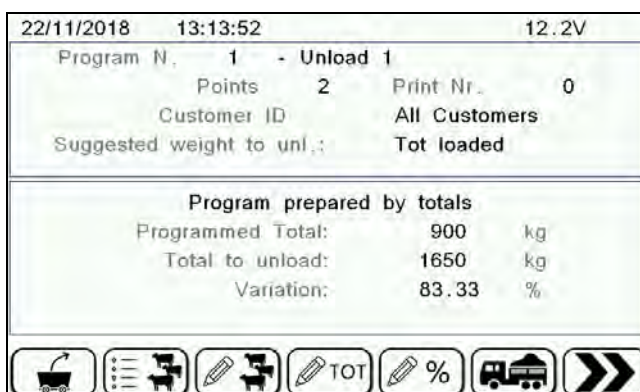 22/11/2018 13:13:52 12.2V
Program N. 1 - Unload 1
Points 2 Print Nr. 0
Customer ID All Customers
Suggested weight to unl.: Tot loaded
Program prepared by totals
Programmed Total: 900 kg
Total to unload: 1650 kg
Variation: 83.33 %
TOT %